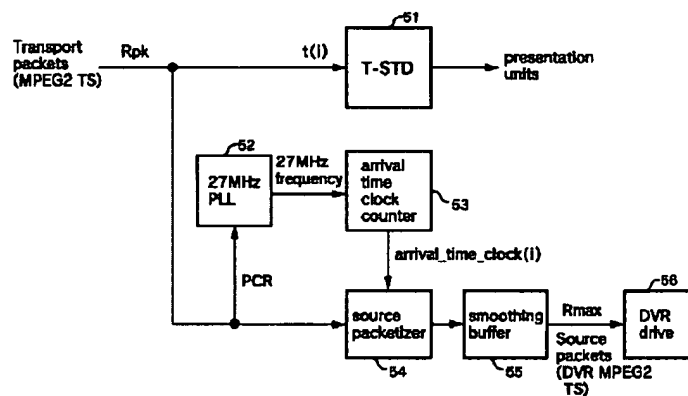 51
Transport
packets
(MPEG2 TS)
Rpk
t(i)
T-STD
presentation
units
52
27MHz
PLL
27MHz
frequency
arrival
time
clock
counter
53
arrival_time_clock(i)
PCR
source
packetizer
54
smoothing
buffer
55
Rmax
Source
packets
(DVR MPEG2
TS)
56
DVR
drive